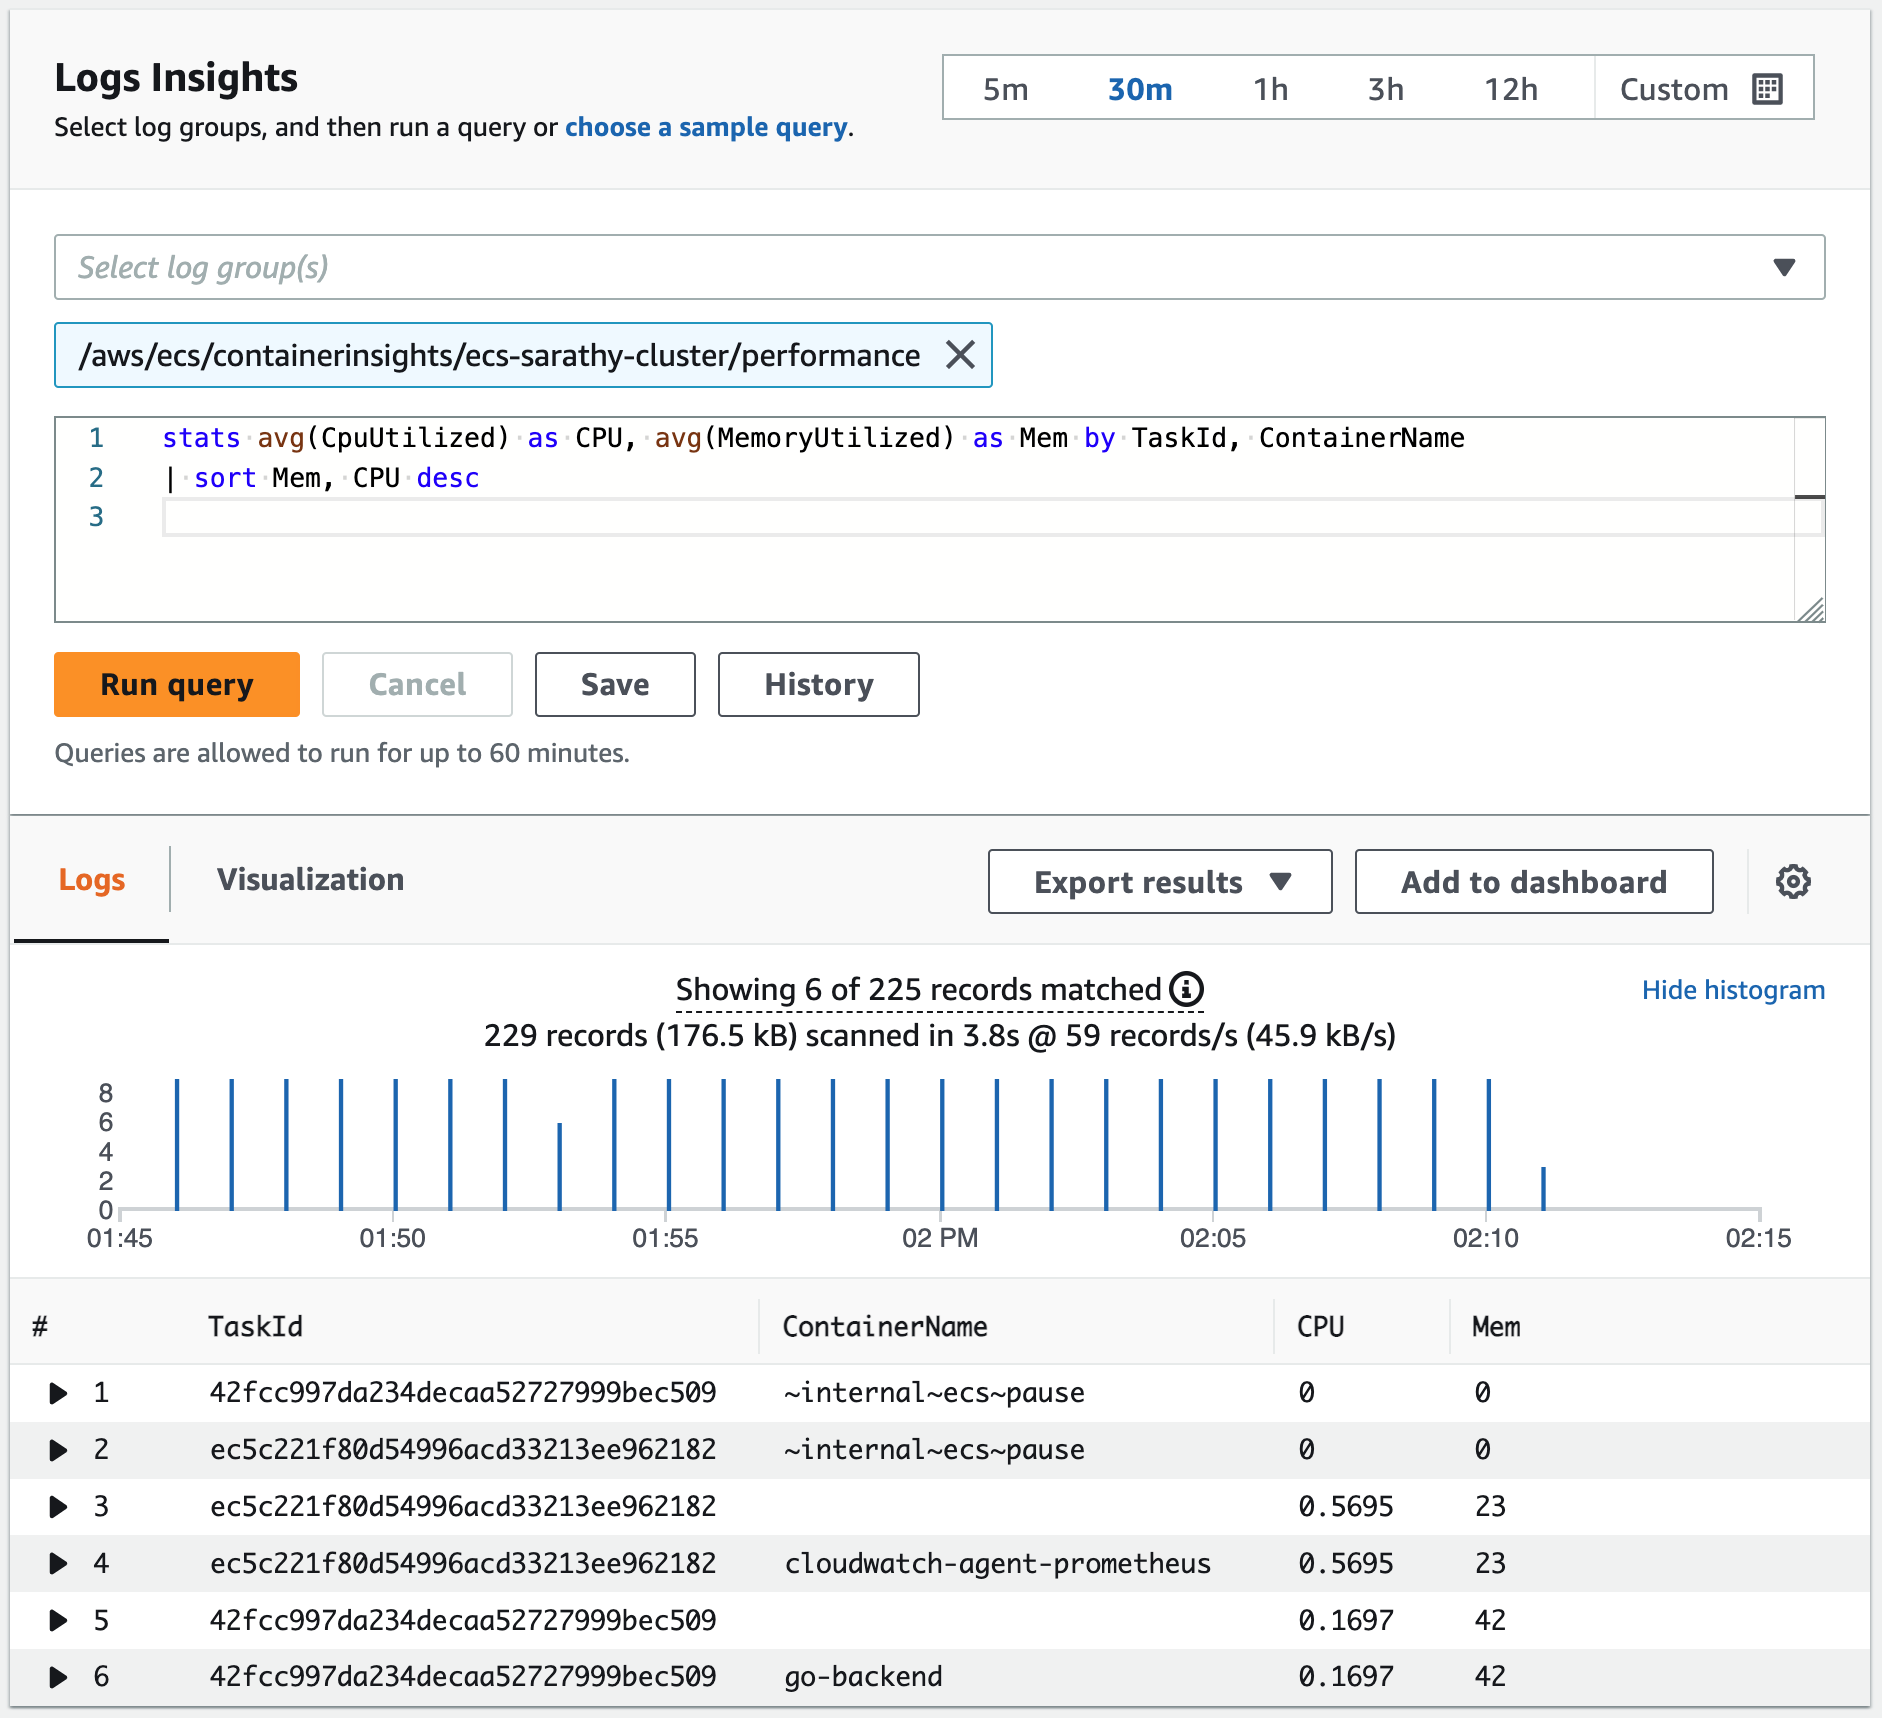 Logs Insights
Select log groups, and then run a query or choose a sample query.
5m 30m 1h 3h 12h Custom
Select log group(s)
/aws/ecs/containerinsights/ecs-sarathy-cluster/performance
1 stats avg(CpuUtilized) as CPU, avg(MemoryUtilized) as Mem by TaskId, ContainerName
2 | sort Mem, CPU desc
3
Run query Cancel Save History
Queries are allowed to run for up to 60 minutes.
Logs Visualization Export results Add to dashboard
Showing 6 of 225 records matched
Hide histogram
229 records (176.5 kB) scanned in 3.8s @ 59 records/s (45.9 kB/s)
8
6
4
2
0
01:45 01:50 01:55 02 PM 02:05 02:10 02:15
# TaskId ContainerName CPU Mem
1 42fcc997da234decaa52727999bec509 ~internal~ecs~pause 0 0
2 ec5c221f80d54996acd33213ee962182 ~internal~ecs~pause 0 0
3 ec5c221f80d54996acd33213ee962182 0.5695 23
4 ec5c221f80d54996acd33213ee962182 cloudwatch-agent-prometheus 0.5695 23
5 42fcc997da234decaa52727999bec509 0.1697 42
6 42fcc997da234decaa52727999bec509 go-backend 0.1697 42